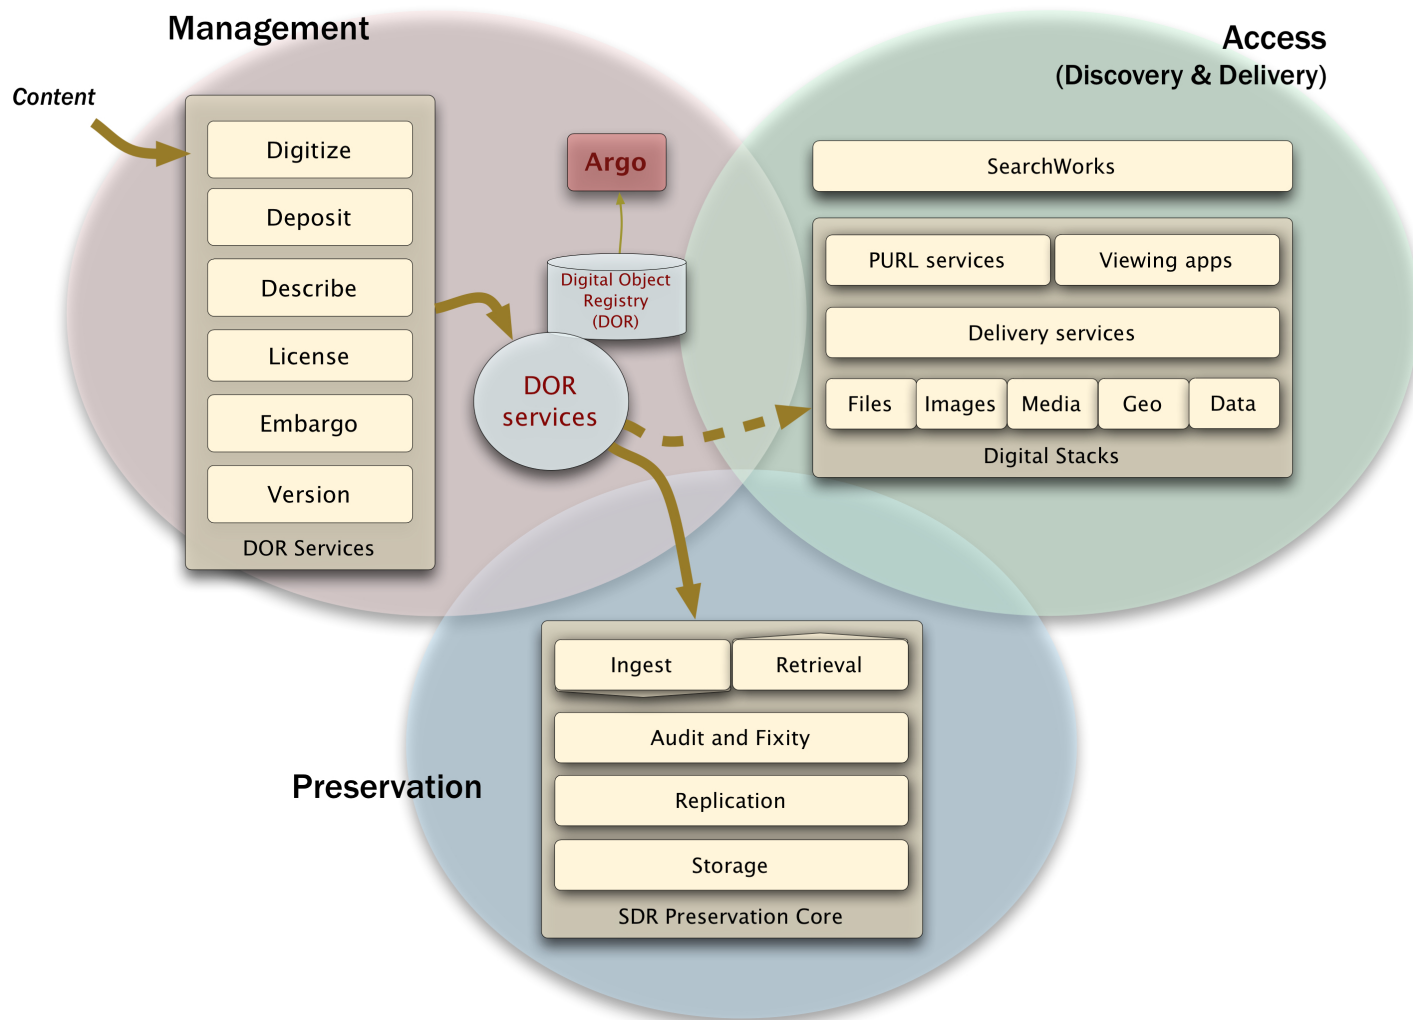 Management
Access
(Discovery & Delivery)
Content
Digitize
Deposit
Describe
License
Embargo
Version
DOR Services
Argo
Digital Object
Registry
(DOR)
DOR
services
SearchWorks
PURL services
Viewing apps
Delivery services
Files
Images
Media
Geo
Data
Digital Stacks
Preservation
Ingest
Retrieval
Audit and Fixity
Replication
Storage
SDR Preservation Core